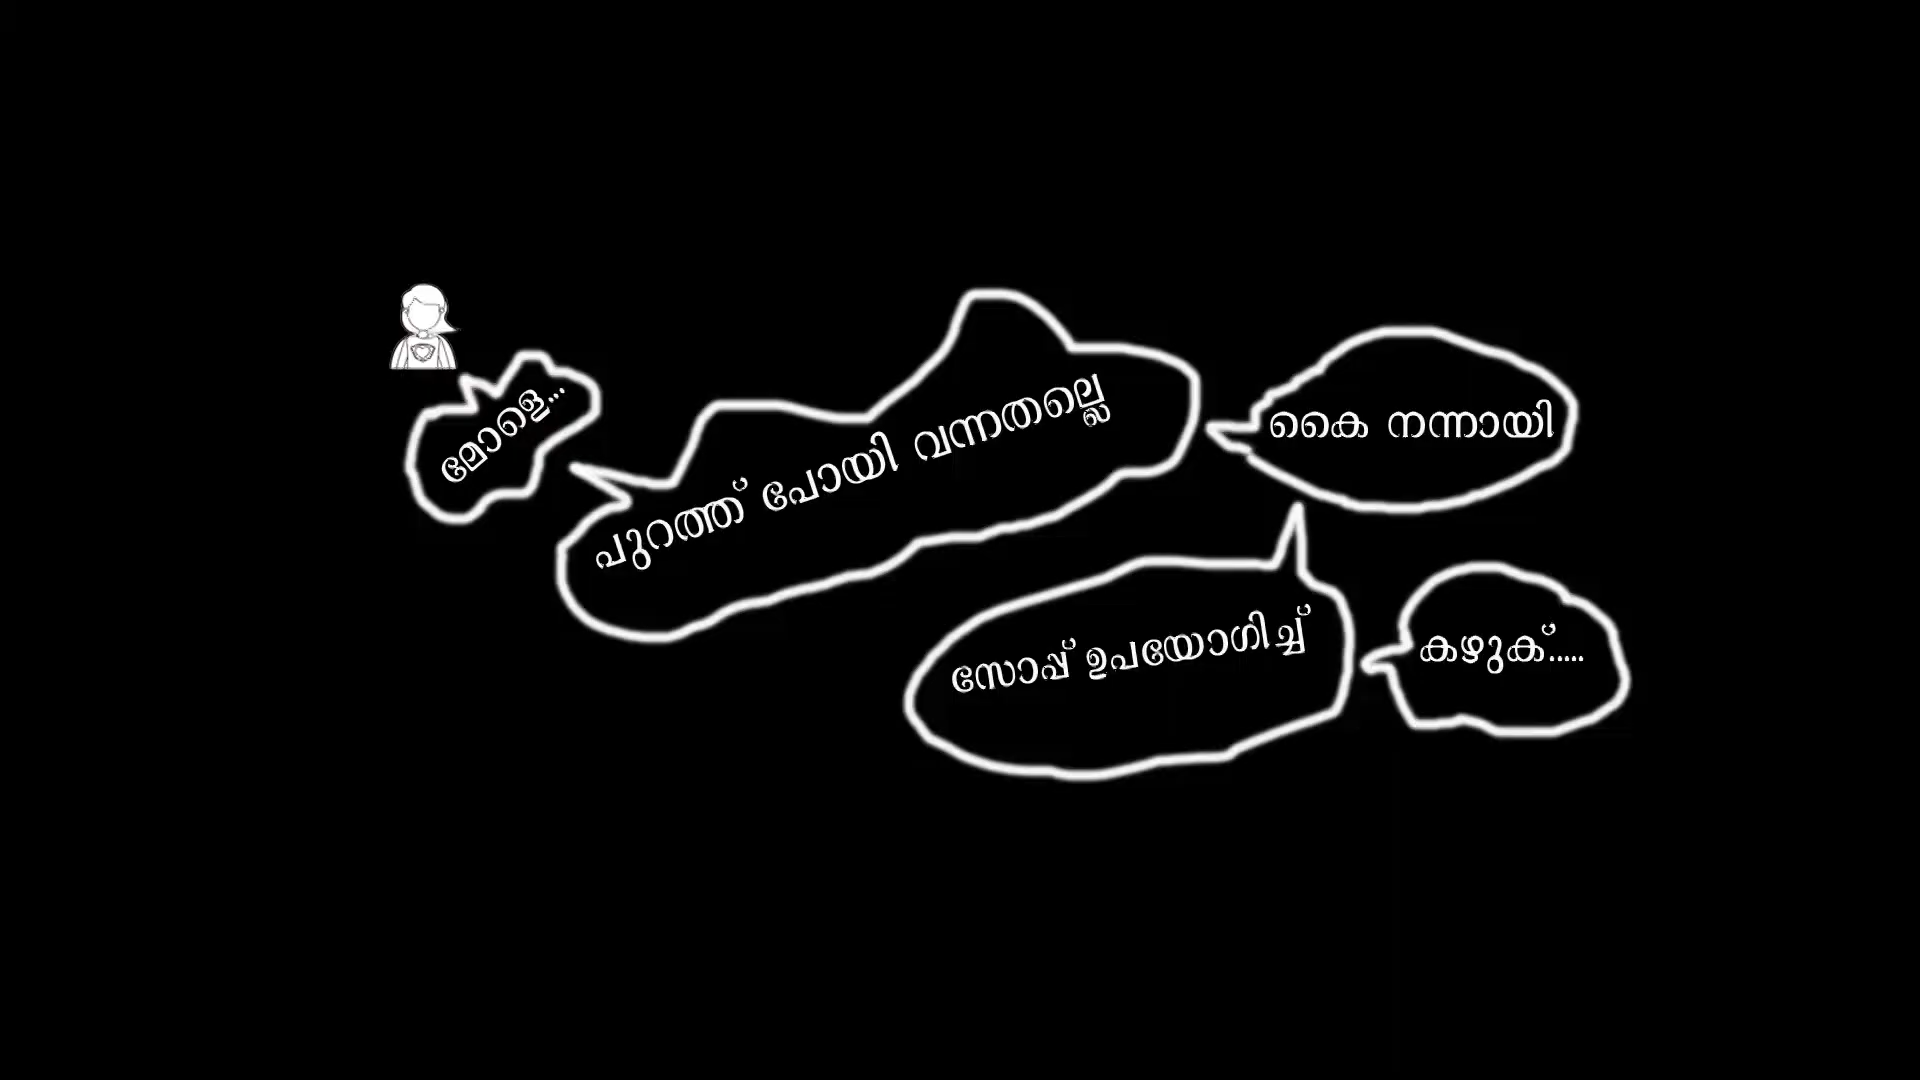 മോളെ...
പുറത്ത് പോയി വന്നതല്ലെ
കൈ നന്നായി
സോപ്പ് ഉപയോഗിച്ച്
കഴുക്.....